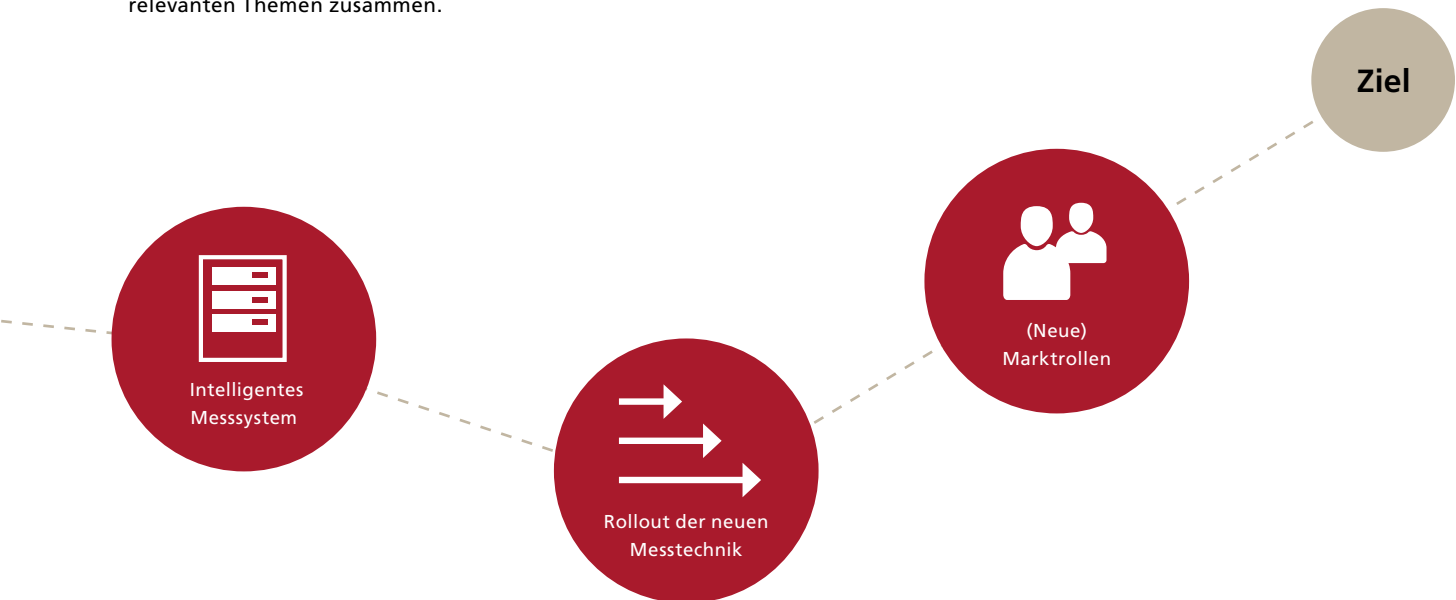 relevanten Themen zusammen.
Ziel
(Neue)
Marktrollen
Intelligentes
Messsystem
Rollout der neuen
Messtechnik